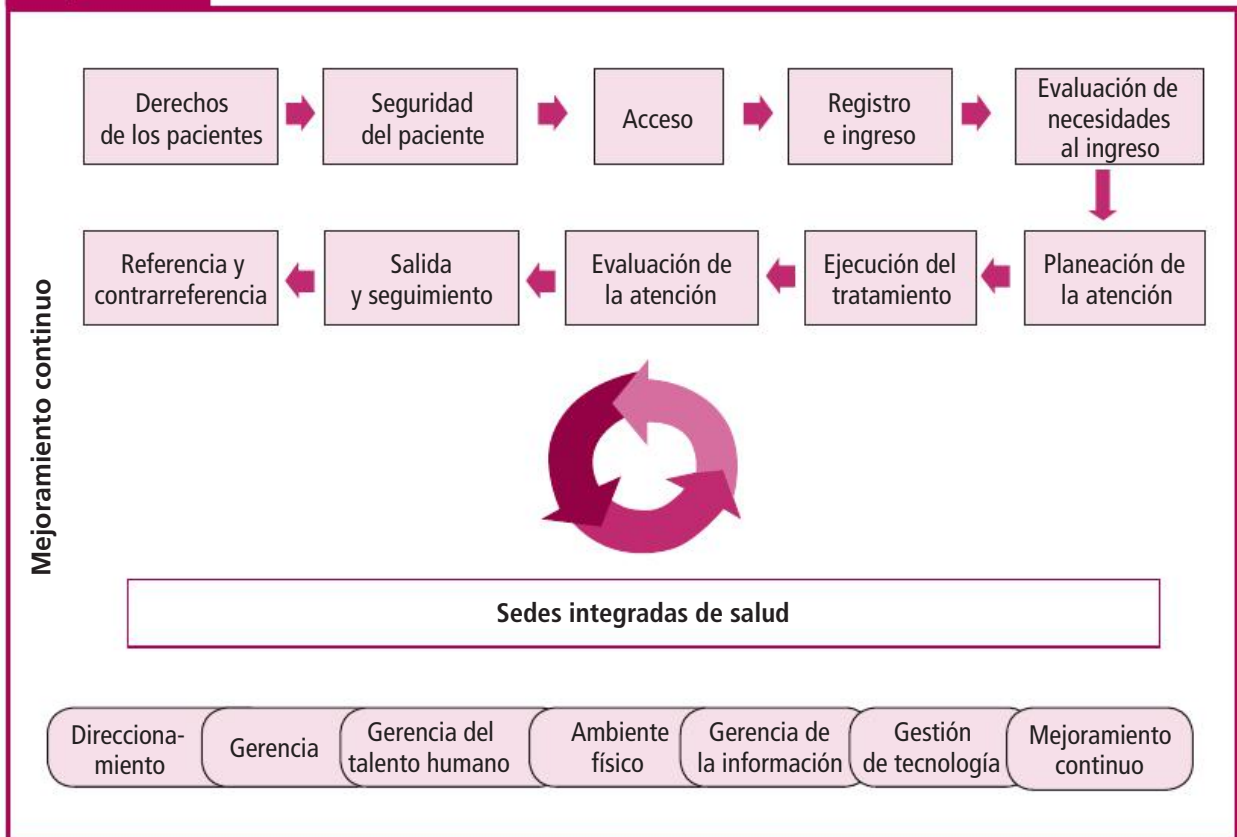 Derechos
de los pacientes
Seguridad
del paciente
Acceso
Registro
e ingreso
Evaluación de
necesidades
al ingreso
Referencia y
contrarreferencia
Salida
y seguimiento
Evaluación de
la atención
Ejecución del
tratamiento
Planeación de
la atención
Mejoramiento continuo
Sedes integradas de salud
Direcciona-
miento
Gerencia
Gerencia del
talento humano
Ambiente
físico
Gerencia de
la información
Gestión
de tecnología
Mejoramiento
continuo